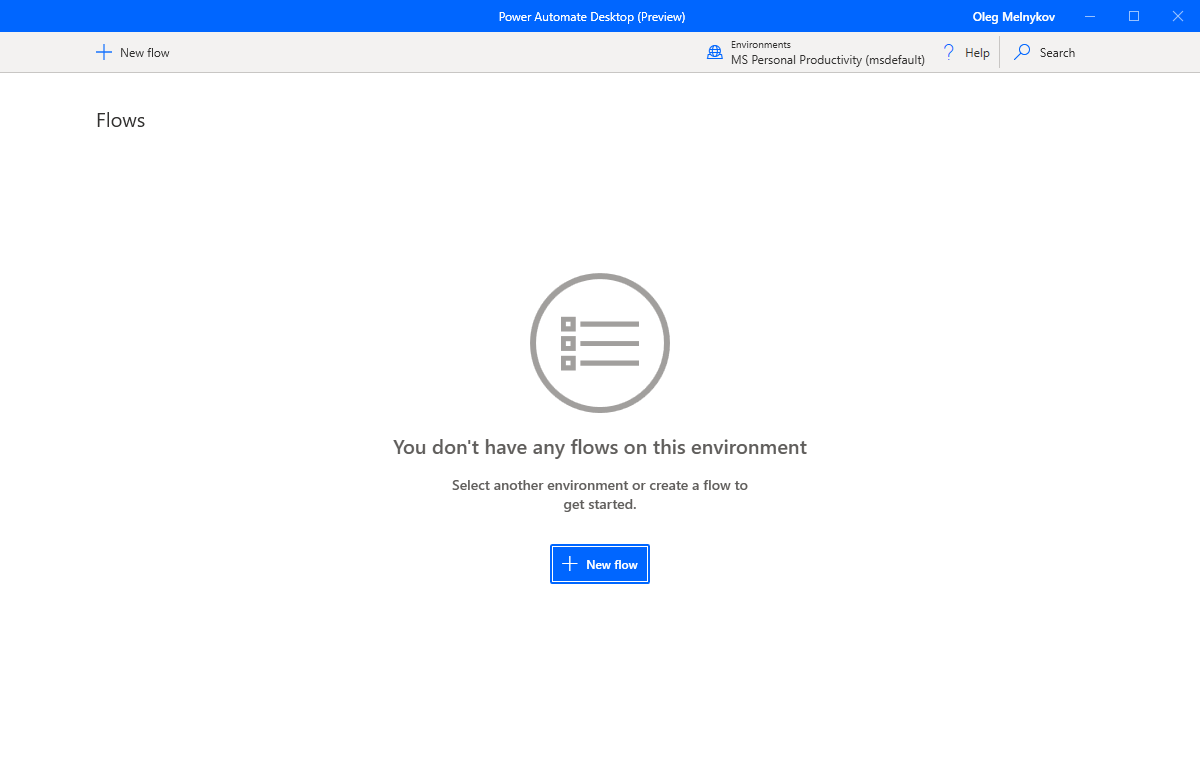 Power Automate Desktop (Preview)
Oleg Melnykov
New flow
Environments
MS Personal Productivity (msdefault)
Help
Search
Flows
You don't have any flows on this environment
Select another environment or create a flow to
get started.
New flow